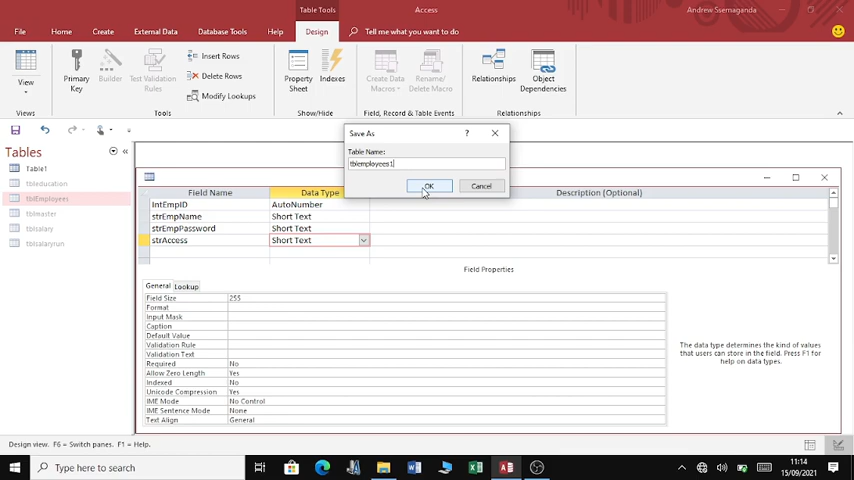 Table Tools
Access
Andrew Ssemaganda
File
Home
Create
External Data
Database Tools
Help
Design
Tell me what you want to do
View
Primary
Key
Builder
Test Validation
Rules
Insert Rows
Delete Rows
Modify Lookups
Property
Sheet
Indexes
Create Data
Macros
Rename/
Delete Macro
Relationships
Object
Dependencies
Views
Tools
Show/Hide
Field, Record & Table Events
Relationships
Save As
?
Table Name:
tblemployees1
OK
Cancel
Tables
Table1
tbleducation
tblEmployees
tblmaster
tblsalary
tblsalaryrun
Field Name
Data Type
Description (Optional)
IntEmpID
AutoNumber
strEmpName
Short Text
strEmpPassword
Short Text
strAccess
Short Text
Field Properties
General
Lookup
Field Size
255
Format
Input Mask
Caption
Default Value
Validation Rule
Validation Text
Required
No
Allow Zero Length
Yes
Indexed
No
Unicode Compression
Yes
IME Mode
No Control
IME Sentence Mode
None
Text Align
General
The data type determines the kind of values
that users can store in the field. Press F1 for
help on data types.
Design view. F6 = Switch panes. F1 = Help.
Type here to search
11:14
15/09/2021